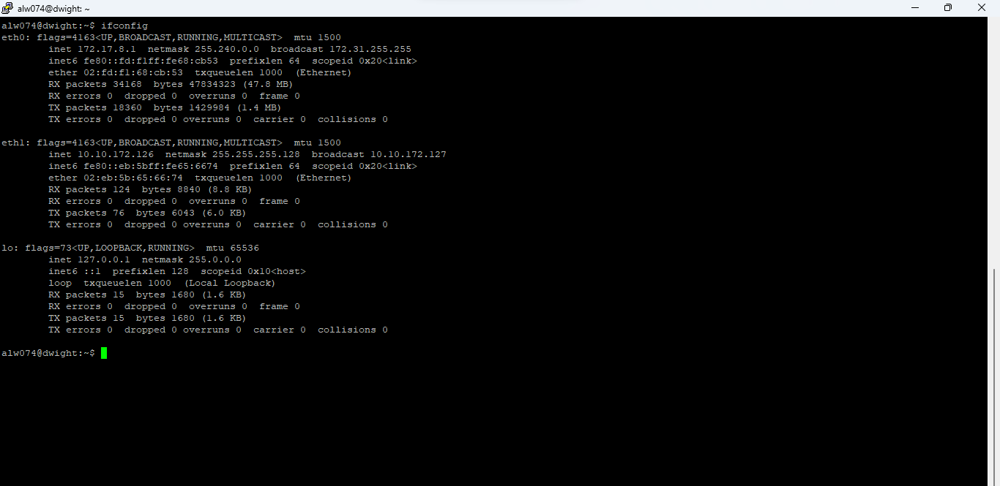 alw074@dwight: ~
alw074@dwight:~$ ifconfig
eth0: flags=4163<UP,BROADCAST,RUNNING,MULTICAST>  mtu 1500
        inet 172.17.8.1  netmask 255.240.0.0  broadcast 172.31.255.255
        inet6 fe80::fd:f1ff:fe68:cb53  prefixlen 64  scopeid 0x20<link>
        ether 02:fd:f1:68:cb:53  txqueuelen 1000  (Ethernet)
        RX packets 34168  bytes 47834323 (47.8 MB)
        RX errors 0  dropped 0  overruns 0  frame 0
        TX packets 18360  bytes 1429984 (1.4 MB)
        TX errors 0  dropped 0 overruns 0  carrier 0  collisions 0

eth1: flags=4163<UP,BROADCAST,RUNNING,MULTICAST>  mtu 1500
        inet 10.10.172.126  netmask 255.255.255.128  broadcast 10.10.172.127
        inet6 fe80::eb:5bff:fe65:6674  prefixlen 64  scopeid 0x20<link>
        ether 02:eb:5b:65:66:74  txqueuelen 1000  (Ethernet)
        RX packets 124  bytes 8840 (8.8 KB)
        RX errors 0  dropped 0  overruns 0  frame 0
        TX packets 76  bytes 6043 (6.0 KB)
        TX errors 0  dropped 0 overruns 0  carrier 0  collisions 0

lo: flags=73<UP,LOOPBACK,RUNNING>  mtu 65536
        inet 127.0.0.1  netmask 255.0.0.0
        inet6 ::1  prefixlen 128  scopeid 0x10<host>
        loop  txqueuelen 1000  (Local Loopback)
        RX packets 15  bytes 1680 (1.6 KB)
        RX errors 0  dropped 0  overruns 0  frame 0
        TX packets 15  bytes 1680 (1.6 KB)
        TX errors 0  dropped 0 overruns 0  carrier 0  collisions 0

alw074@dwight:~$